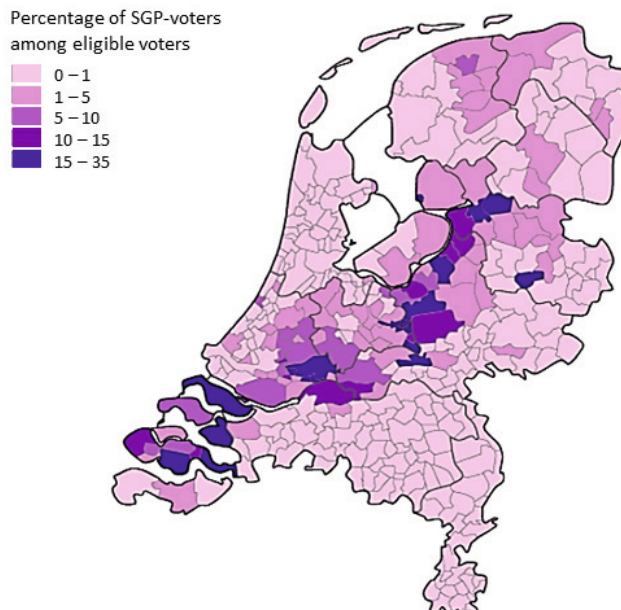 Percentage of SGP-voters
among eligible voters
0 – 1
1 – 5
5 – 10
10 – 15
15 – 35